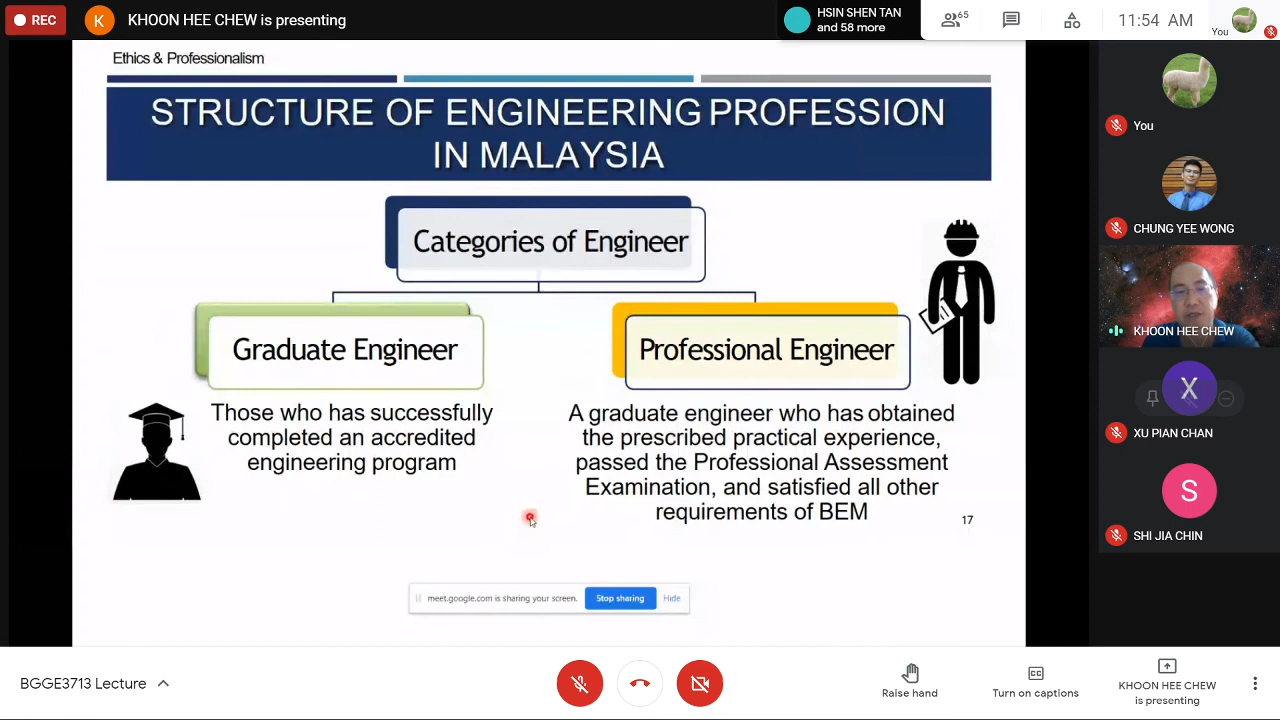 REC
K
KHOON HEE CHEW is presenting
HSIN SHEN TAN
and 58 more
65
11:54 AM
You
Ethics & Professionalism
STRUCTURE OF ENGINEERING PROFESSION
IN MALAYSIA
Categories of Engineer
Graduate Engineer
Professional Engineer
Those who has successfully
completed an accredited
engineering program
A graduate engineer who has obtained
the prescribed practical experience,
passed the Professional Assessment
Examination, and satisfied all other
requirements of BEM
17
meet.google.com is sharing your screen.
Stop sharing
Hide
You
CHUNG YEE WONG
KHOON HEE CHEW
X
XU PIAN CHAN
S
SHI JIA CHIN
BGGE3713 Lecture
Raise hand
CC
Turn on captions
KHOON HEE CHEW
is presenting